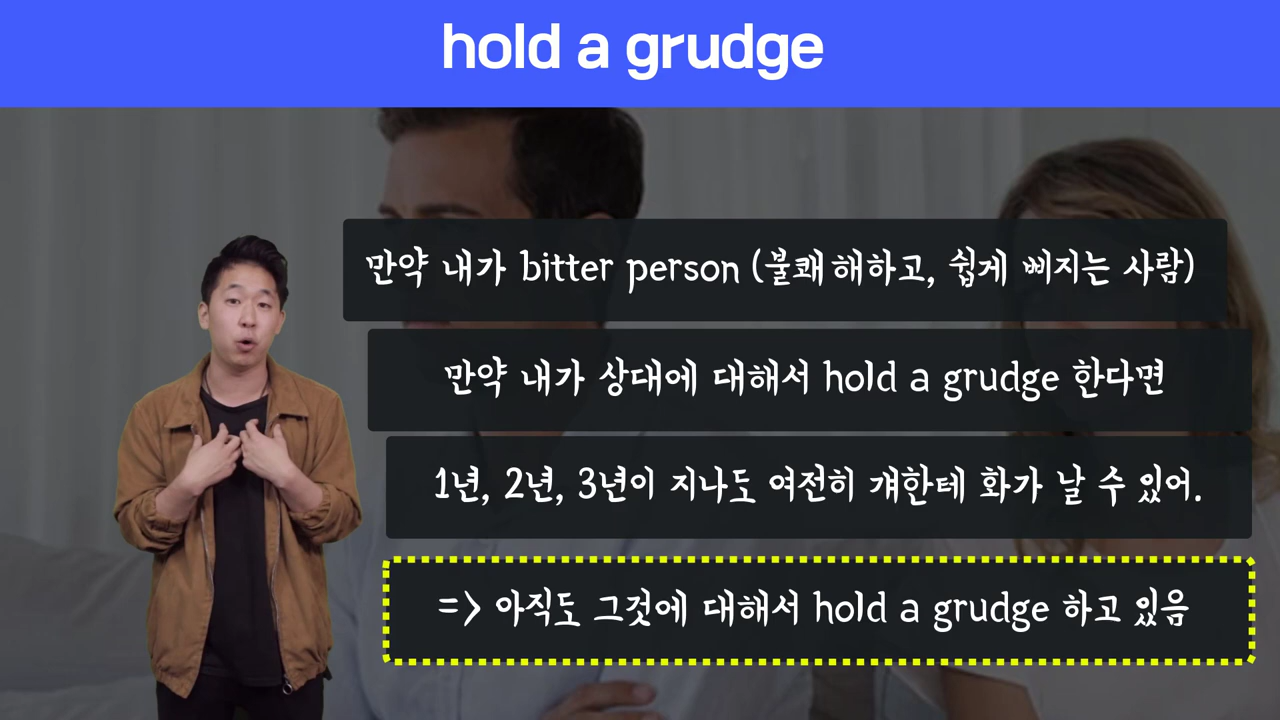 hold a grudge
만약 내가 bitter person (불쾌해하고, 쉽게 삐지는 사람)
만약 내가 상대에 대해서 hold a grudge 한다면
1년, 2년, 3년이 지나도 여전히 걔한테 화가 날 수 있어.
=> 아직도 그것에 대해서 hold a grudge 하고 있음